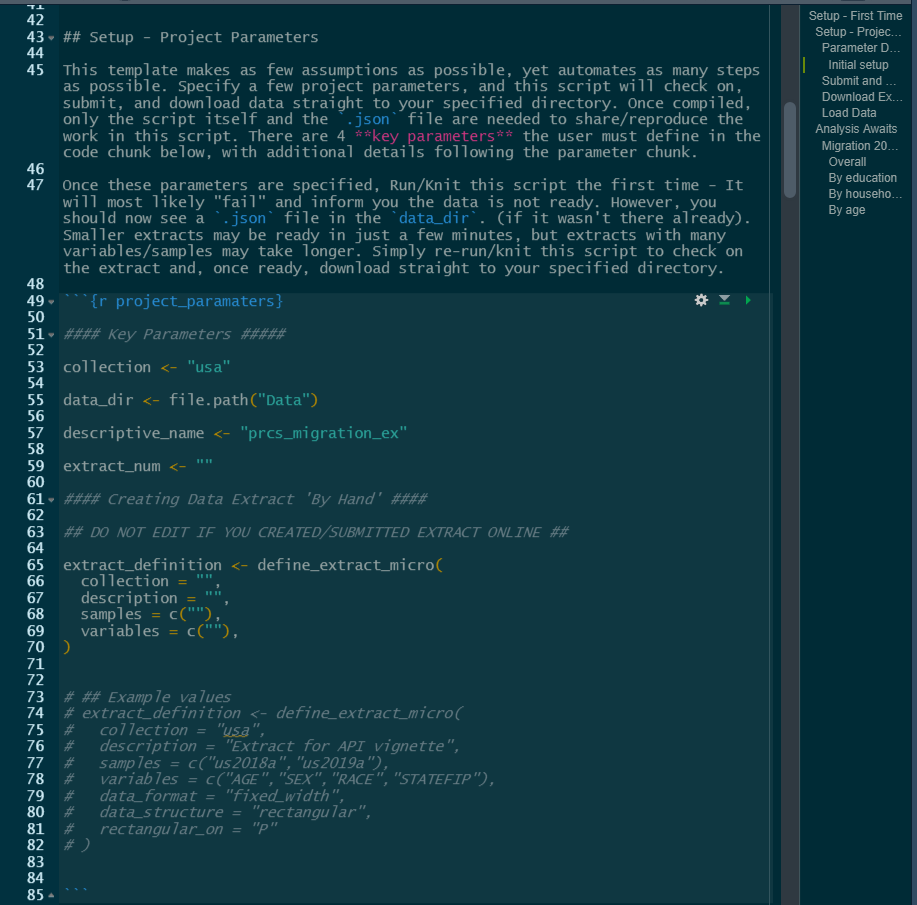 41
42
43 ## Setup - Project Parameters
44
45 This template makes as few assumptions as possible, yet automates as many steps
as possible. Specify a few project parameters, and this script will check on,
submit, and download data straight to your specified directory. Once compiled,
only the script itself and the `.json` file are needed to share/reproduce the
work in this script. There are 4 **key parameters** the user must define in the
code chunk below, with additional details following the parameter chunk.
46
47 Once these parameters are specified, Run/Knit this script the first time - It
will most likely "fail" and inform you the data is not ready. However, you
should now see a `.json` file in the `data_dir`. (if it wasn't there already).
Smaller extracts may be ready in just a few minutes, but extracts with many
variables/samples may take longer. Simply re-run/knit this script to check on
the extract and, once ready, download straight to your specified directory.
48
49 ```{r project_paramaters}
50
51 #### Key Parameters #####
52
53 collection <- "usa"
54
55 data_dir <- file.path("Data")
56
57 descriptive_name <- "prcs_migration_ex"
58
59 extract_num <- ""
60
61 #### Creating Data Extract 'By Hand' ####
62
63 ## DO NOT EDIT IF YOU CREATED/SUBMITTED EXTRACT ONLINE ##
64
65 extract_definition <- define_extract_micro(
66   collection = "",
67   description = "",
68   samples = c(""),
69   variables = c(""),
70 )
71
72
73 # ## Example values
74 # extract_definition <- define_extract_micro(
75 #   collection = "usa",
76 #   description = "Extract for API vignette",
77 #   samples = c("us2018a","us2019a"),
78 #   variables = c("AGE","SEX","RACE","STATEFIP"),
79 #   data_format = "fixed_width",
80 #   data_structure = "rectangular",
81 #   rectangular_on = "P"
82 # )
83
84
85 ```
Setup - First Time
Setup - Projec...
Parameter D...
Initial setup
Submit and ...
Download Ex...
Load Data
Analysis Awaits
Migration 20...
Overall
By education
By househo...
By age